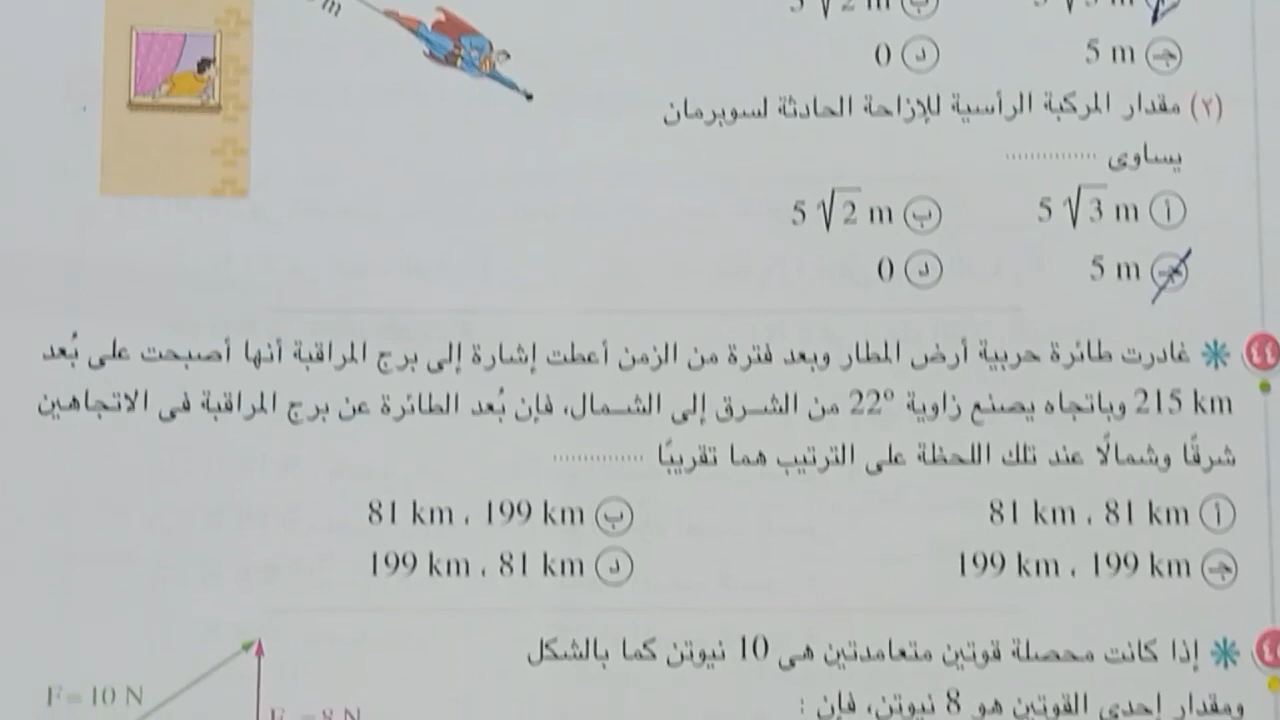 m
5 m ج
0 د
(٢) مقدار المركبة الرأسية للإزاحة الحادثة لسوبرمان
يساوى ..............
أ 5 √3 m
ب 5 √2 m
ج 5 m
د 0
٤٤ * غادرت طائرة حربية أرض المطار وبعد فترة من الزمن أعطت إشارة إلى برج المراقبة أنها أصبحت على بُعد
215 km وباتجاه يصنع زاوية 22° من الشرق إلى الشمال، فإن بُعد الطائرة عن برج المراقبة فى الاتجاهين
شرقًا وشمالًا عند تلك اللحظة على الترتيب هما تقريبًا ..............
أ 81 km ، 81 km
ب 81 km ، 199 km
ج 199 km ، 199 km
د 199 km ، 81 km
* إذا كانت محصلة قوتين متعامدتين هى 10 نيوتن كما بالشكل
ومقدار إحدى القوتين هو 8 نيوتن، فإن :
F = 10 N